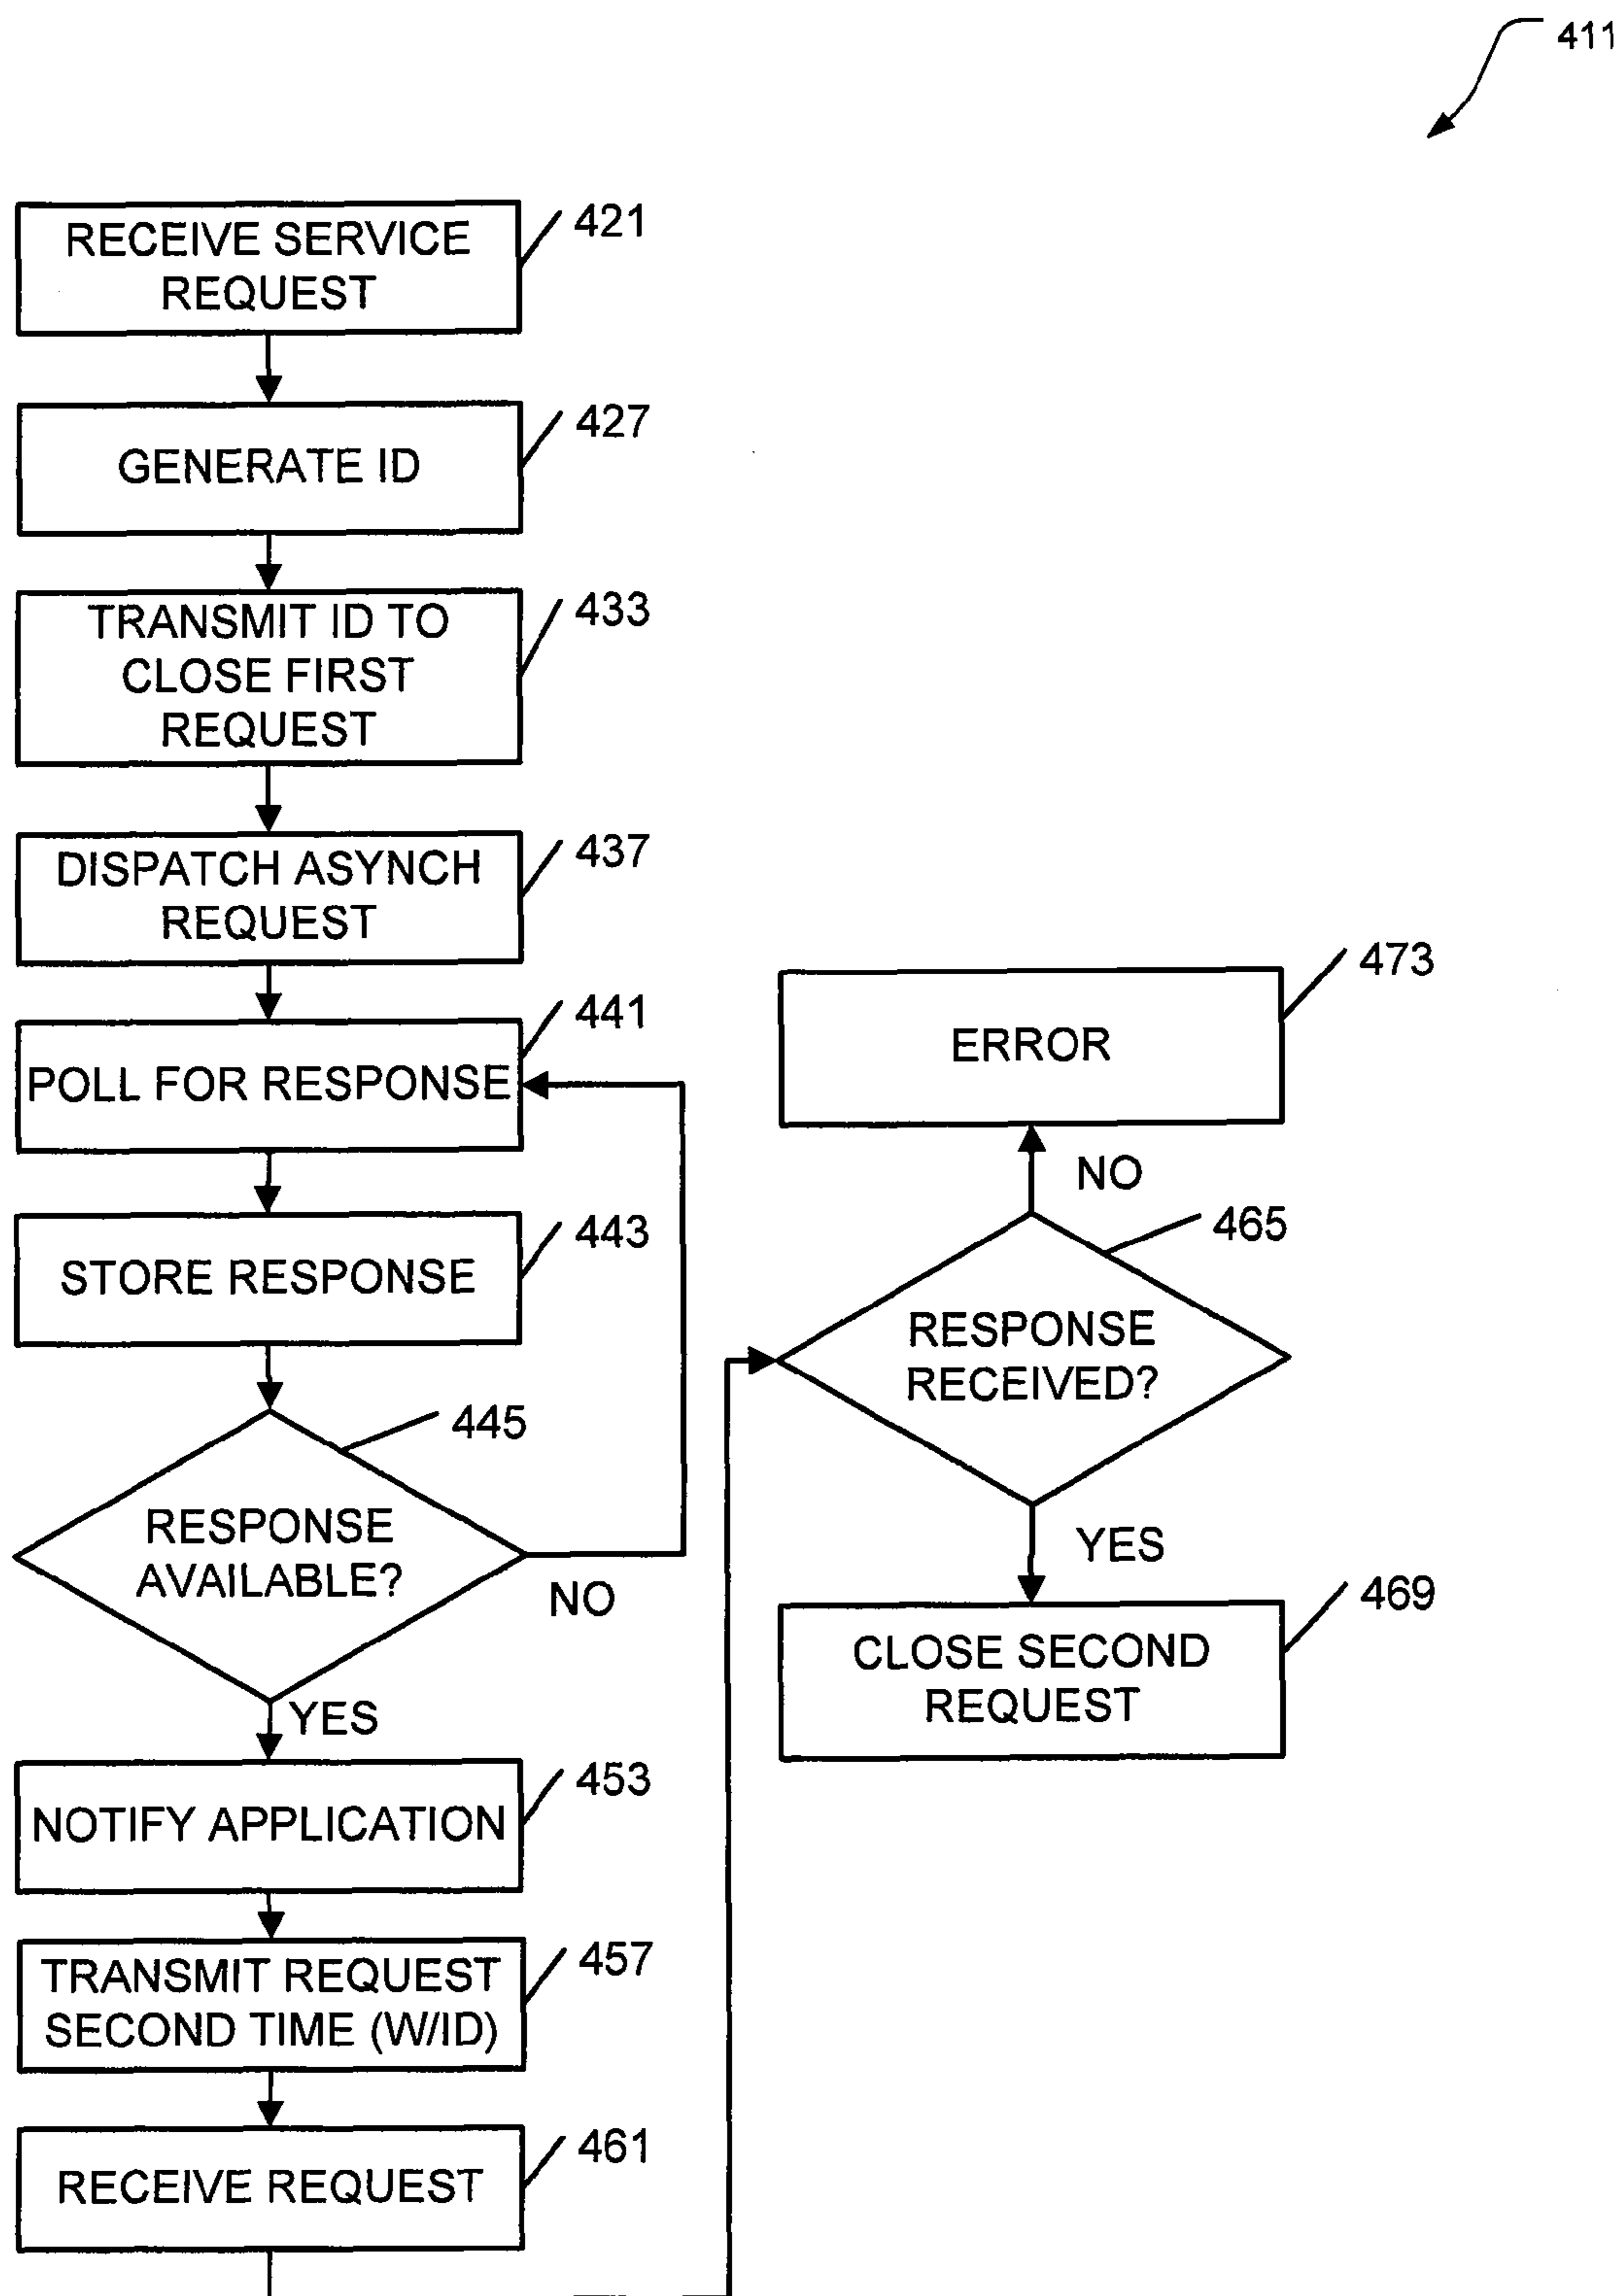 411
RECEIVE SERVICE
REQUEST
421
GENERATE ID
427
TRANSMIT ID TO
CLOSE FIRST
REQUEST
433
DISPATCH ASYNCH
REQUEST
437
POLL FOR RESPONSE
441
STORE RESPONSE
443
RESPONSE
AVAILABLE?
445
NO
YES
NOTIFY APPLICATION
453
TRANSMIT REQUEST
SECOND TIME (W/ID)
457
RECEIVE REQUEST
461
ERROR
473
NO
RESPONSE
RECEIVED?
465
YES
CLOSE SECOND
REQUEST
469